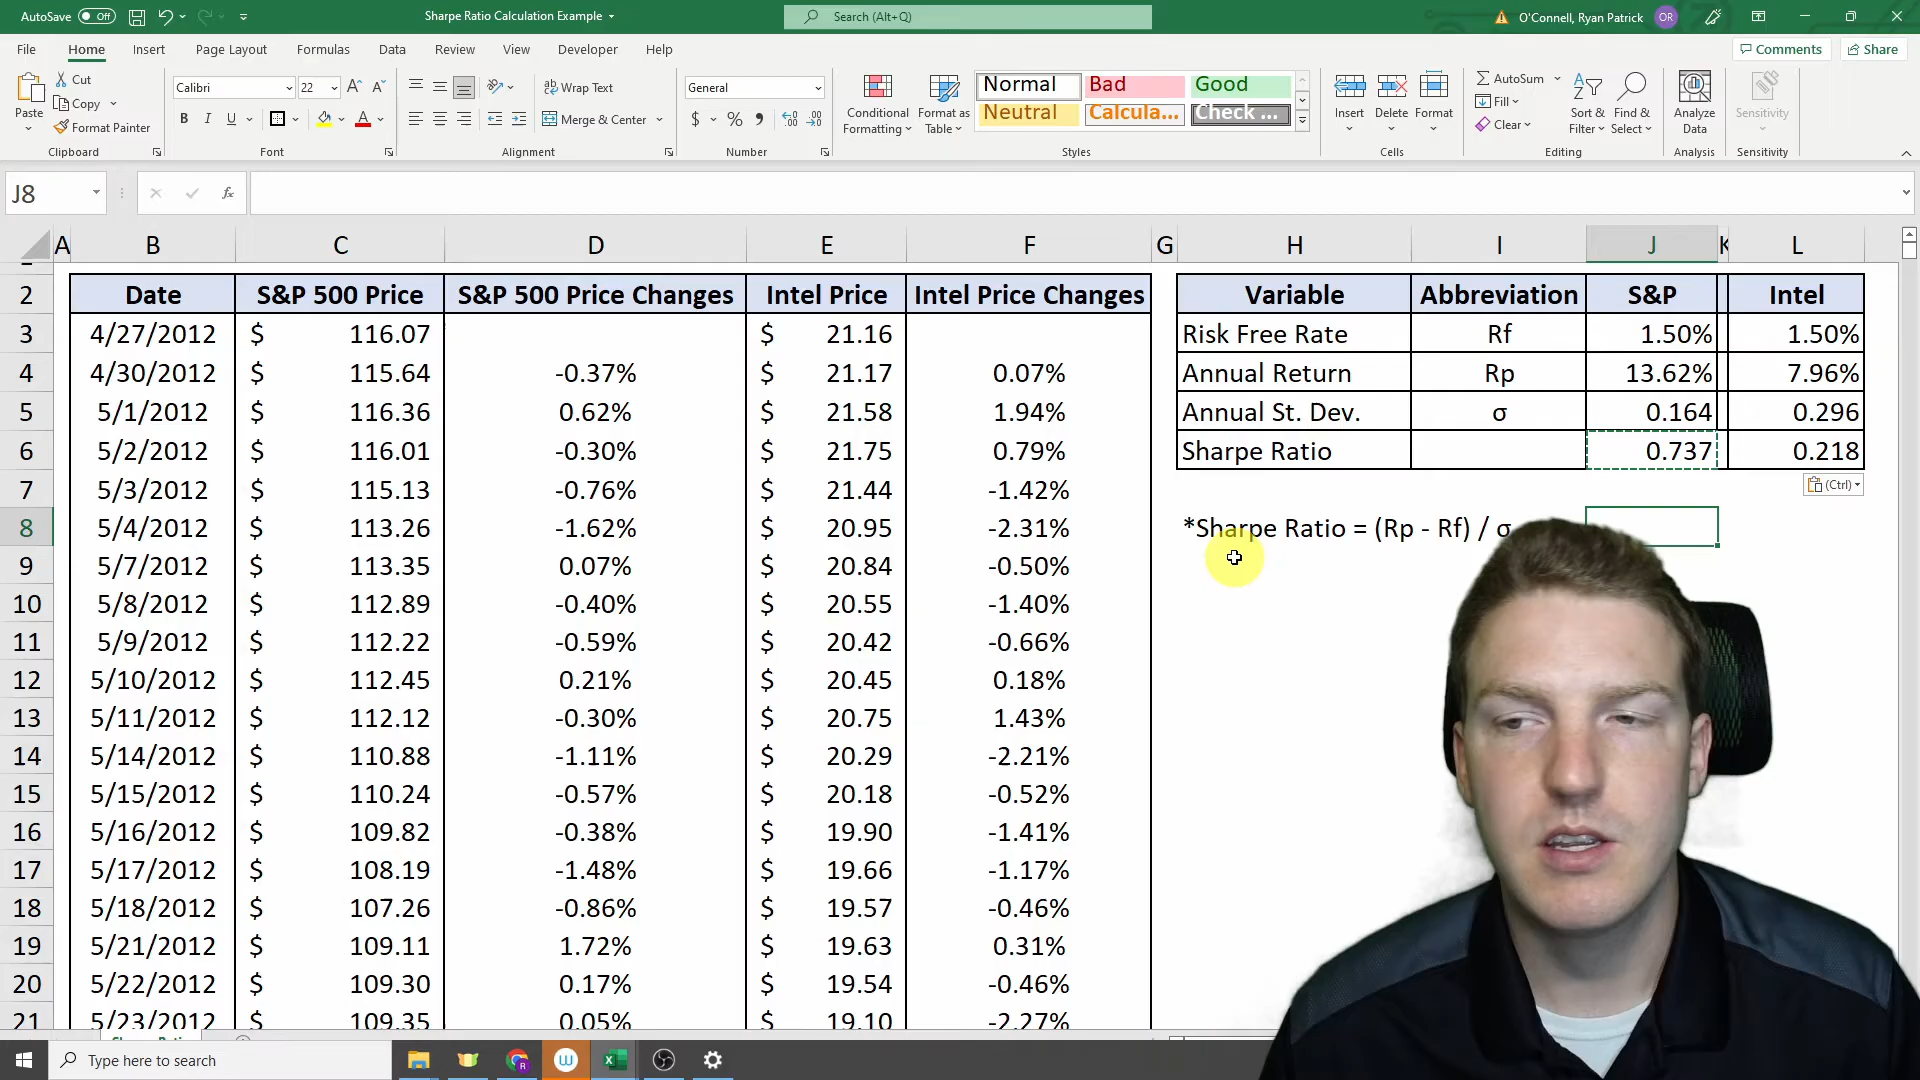 AutoSave Off Sharpe Ratio Calculation Example Search (Alt+Q) O'Connell, Ryan Patrick OR
File Home Insert Page Layout Formulas Data Review View Developer Help Comments Share
Paste Cut Copy Format Painter
Clipboard
Calibri 22
B I U
Font
Wrap Text
Merge & Center
Alignment
General
$ %
Number
Conditional Formatting Format as Table
Normal Bad Good
Neutral Calcula... Check ...
Styles
Insert Delete Format
Cells
AutoSum
Fill
Clear
Sort & Filter Find & Select
Editing
Analyze Data
Analysis
Sensitivity
Sensitivity
J8 fx
A B C D E F G H I J K L
2 Date S&P 500 Price S&P 500 Price Changes Intel Price Intel Price Changes Variable Abbreviation S&P Intel
3 4/27/2012 $ 116.07 $ 21.16 Risk Free Rate Rf 1.50% 1.50%
4 4/30/2012 $ 115.64 -0.37% $ 21.17 0.07% Annual Return Rp 13.62% 7.96%
5 5/1/2012 $ 116.36 0.62% $ 21.58 1.94% Annual St. Dev. σ 0.164 0.296
6 5/2/2012 $ 116.01 -0.30% $ 21.75 0.79% Sharpe Ratio 0.737 0.218
7 5/3/2012 $ 115.13 -0.76% $ 21.44 -1.42% (Ctrl)
8 5/4/2012 $ 113.26 -1.62% $ 20.95 -2.31% *Sharpe Ratio = (Rp - Rf) / σ
9 5/7/2012 $ 113.35 0.07% $ 20.84 -0.50%
10 5/8/2012 $ 112.89 -0.40% $ 20.55 -1.40%
11 5/9/2012 $ 112.22 -0.59% $ 20.42 -0.66%
12 5/10/2012 $ 112.45 0.21% $ 20.45 0.18%
13 5/11/2012 $ 112.12 -0.30% $ 20.75 1.43%
14 5/14/2012 $ 110.88 -1.11% $ 20.29 -2.21%
15 5/15/2012 $ 110.24 -0.57% $ 20.18 -0.52%
16 5/16/2012 $ 109.82 -0.38% $ 19.90 -1.41%
17 5/17/2012 $ 108.19 -1.48% $ 19.66 -1.17%
18 5/18/2012 $ 107.26 -0.86% $ 19.57 -0.46%
19 5/21/2012 $ 109.11 1.72% $ 19.63 0.31%
20 5/22/2012 $ 109.30 0.17% $ 19.54 -0.46%
21 5/23/2012 $ 109.35 0.05% $ 19.10 -2.27%
Type here to search